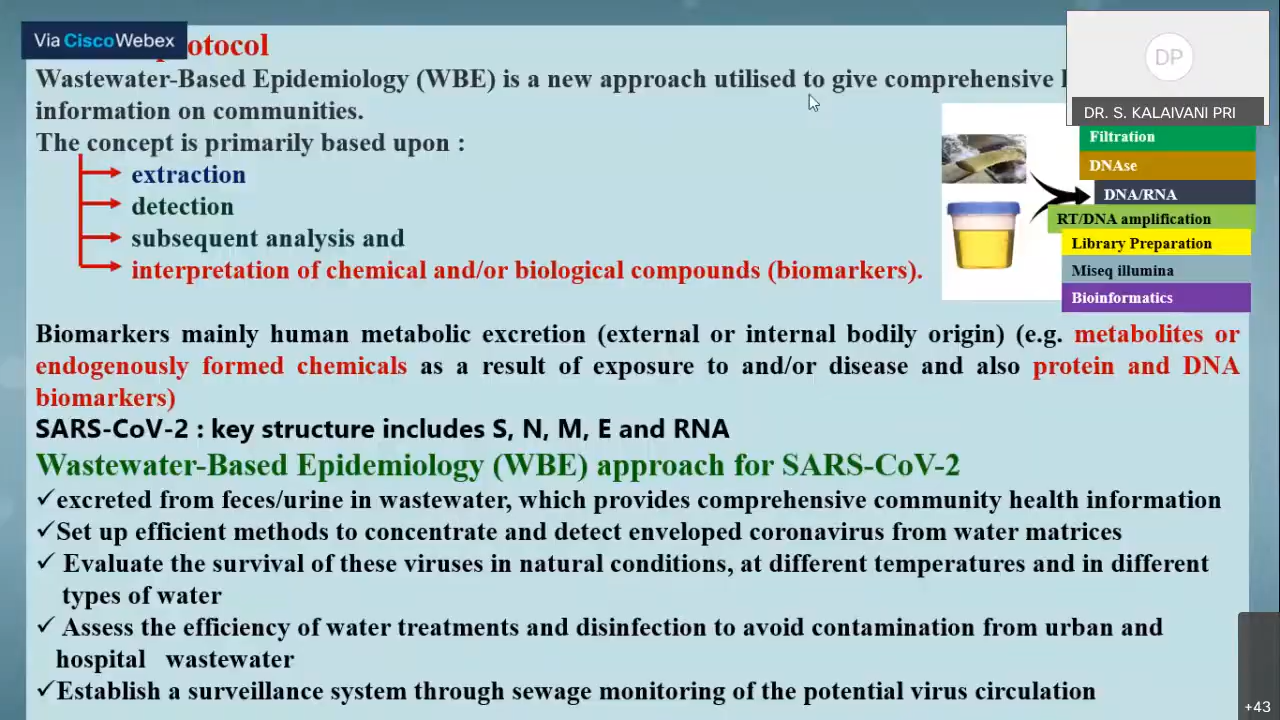 Via Cisco Webex
otocol
Wastewater-Based Epidemiology (WBE) is a new approach utilised to give comprehensive
information on communities.
The concept is primarily based upon :
extraction
detection
subsequent analysis and
interpretation of chemical and/or biological compounds (biomarkers).
DP
DR. S. KALAIVANI PRI
Filtration
DNAse
DNA/RNA
RT/DNA amplification
Library Preparation
Miseq illumina
Bioinformatics
Biomarkers mainly human metabolic excretion (external or internal bodily origin) (e.g. metabolites or
endogenously formed chemicals as a result of exposure to and/or disease and also protein and DNA
biomarkers)
SARS-CoV-2 : key structure includes S, N, M, E and RNA
Wastewater-Based Epidemiology (WBE) approach for SARS-CoV-2
✓excreted from feces/urine in wastewater, which provides comprehensive community health information
✓Set up efficient methods to concentrate and detect enveloped coronavirus from water matrices
✓ Evaluate the survival of these viruses in natural conditions, at different temperatures and in different
types of water
✓ Assess the efficiency of water treatments and disinfection to avoid contamination from urban and
hospital wastewater
✓Establish a surveillance system through sewage monitoring of the potential virus circulation
+43